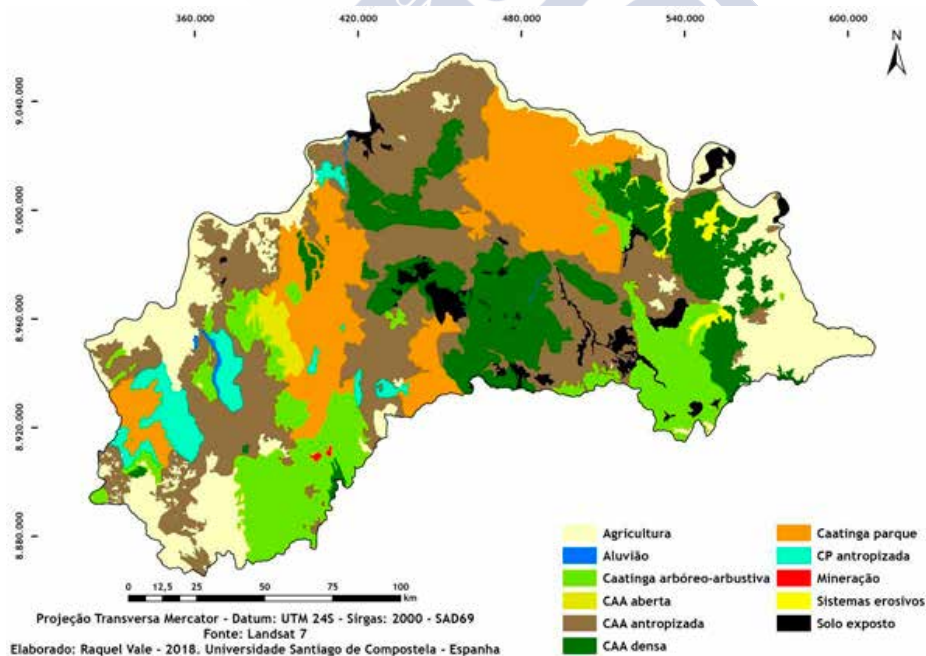 360.000 420.000 480.000 540.000 600.000
N
9.040.000
9.000.000
8.960.000
8.920.000
8.880.000
Agricultura
Aluvião
Caatinga arbóreo-arbustiva
CAA aberta
CAA antropizada
CAA densa
Caatinga parque
CP antropizada
Mineração
Sistemas erosivos
Solo exposto
0 12,5 25 50 75 100
km
Projeção Transversa Mercator - Datum: UTM 24S - Sirgas: 2000 - SAD69
Fonte: Landsat 7
Elaborado: Raquel Vale - 2018. Universidade Santiago de Compostela - Espanha